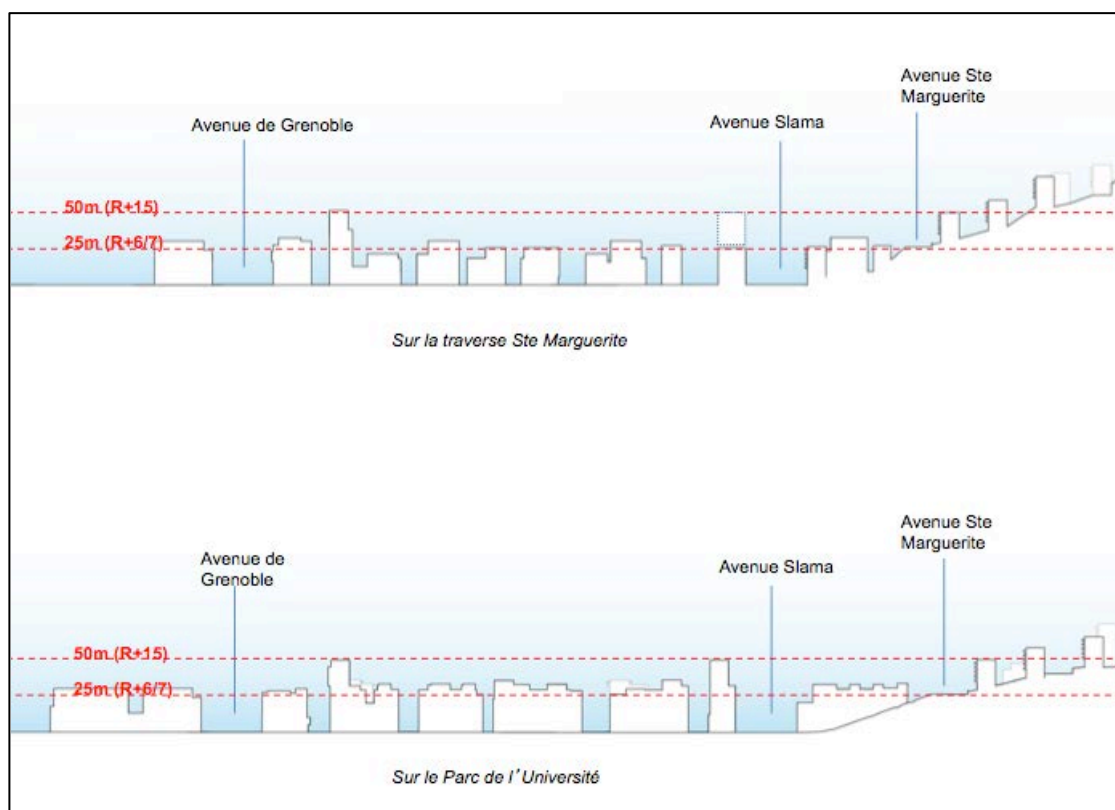 Avenue Ste
Marguerite
Avenue de Grenoble
Avenue Slama
50m (R+15)
25m (R+6/7)
Sur la traverse Ste Marguerite
Avenue Ste
Marguerite
Avenue de
Grenoble
Avenue Slama
50m (R+15)
25m (R+6/7)
Sur le Parc de l’Université